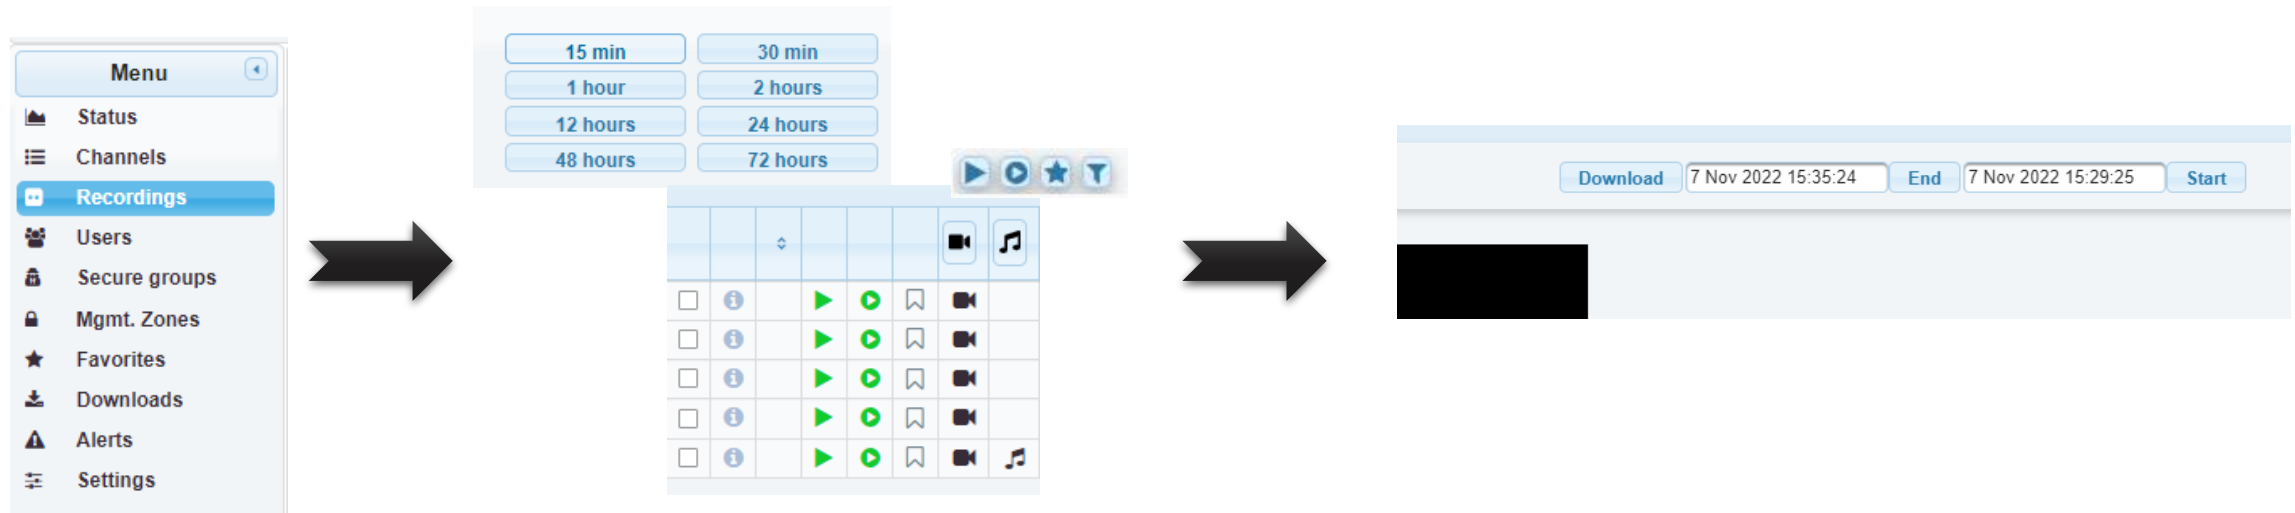 Menu
Status
Channels
Recordings
Users
Secure groups
Mgmt. Zones
Favorites
Downloads
Alerts
Settings
15 min 30 min
1 hour 2 hours
12 hours 24 hours
48 hours 72 hours
Download 7 Nov 2022 15:35:24 End 7 Nov 2022 15:29:25 Start